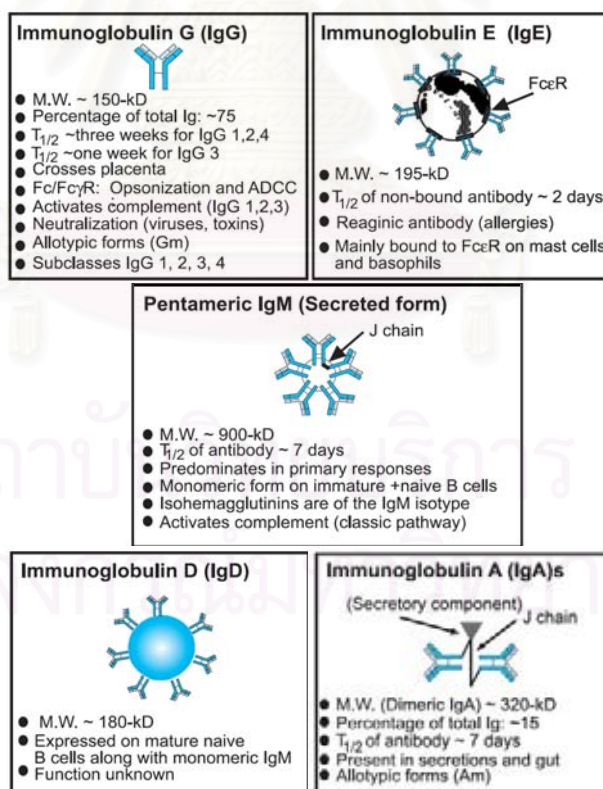 Immunoglobulin G (IgG)
● M.W. ~ 150-kD
● Percentage of total Ig: ~75
● T1/2 ~three weeks for IgG 1,2,4
● T1/2 ~one week for IgG 3
● Crosses placenta
● Fc/FcγR: Opsonization and ADCC
● Activates complement (IgG 1,2,3)
● Neutralization (viruses, toxins)
● Allotypic forms (Gm)
● Subclasses IgG 1, 2, 3, 4
Immunoglobulin E (IgE)
FcεR
● M.W. ~ 195-kD
● T1/2 of non-bound antibody ~ 2 days
● Reaginic antibody (allergies)
● Mainly bound to FcεR on mast cells
and basophils
Pentameric IgM (Secreted form)
J chain
● M.W. ~ 900-kD
● T1/2 of antibody ~ 7 days
● Predominates in primary responses
● Monomeric form on immature +naive B cells
● Isohemagglutinins are of the IgM isotype
● Activates complement (classic pathway)
Immunoglobulin D (IgD)
● M.W. ~ 180-kD
● Expressed on mature naive
B cells along with monomeric IgM
● Function unknown
Immunoglobulin A (IgA)s
(Secretory component)
J chain
● M.W. (Dimeric IgA) ~ 320-kD
● Percentage of total Ig: ~15
● T1/2 of antibody ~ 7 days
● Present in secretions and gut
● Allotypic forms (Am)